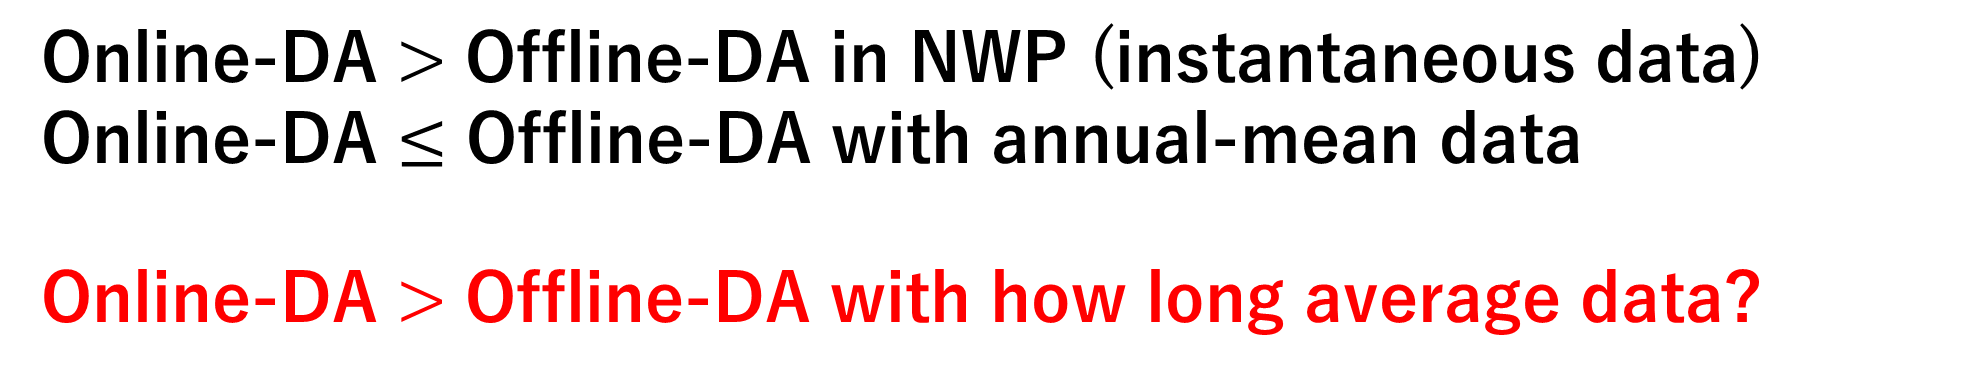 Online-DA > Offline-DA in NWP (instantaneous data)
Online-DA ≤ Offline-DA with annual-mean data
Online-DA > Offline-DA with how long average data?